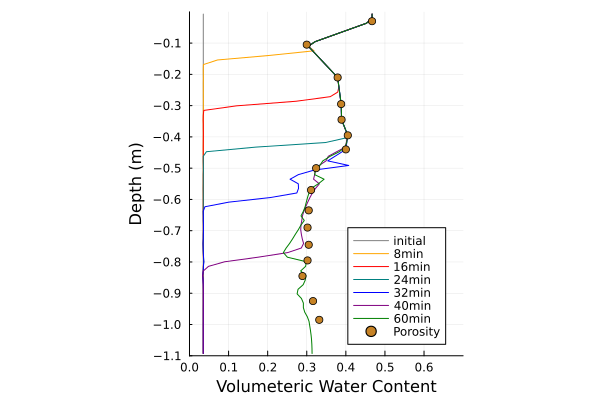 −0.1
−0.2
−0.3
−0.4
−0.5
−0.6
−0.7
−0.8
−0.9
−1.0
−1.1
Depth (m)
initial
8min
16min
24min
32min
40min
60min
Porosity
0.0 0.1 0.2 0.3 0.4 0.5 0.6
Volumeteric Water Content